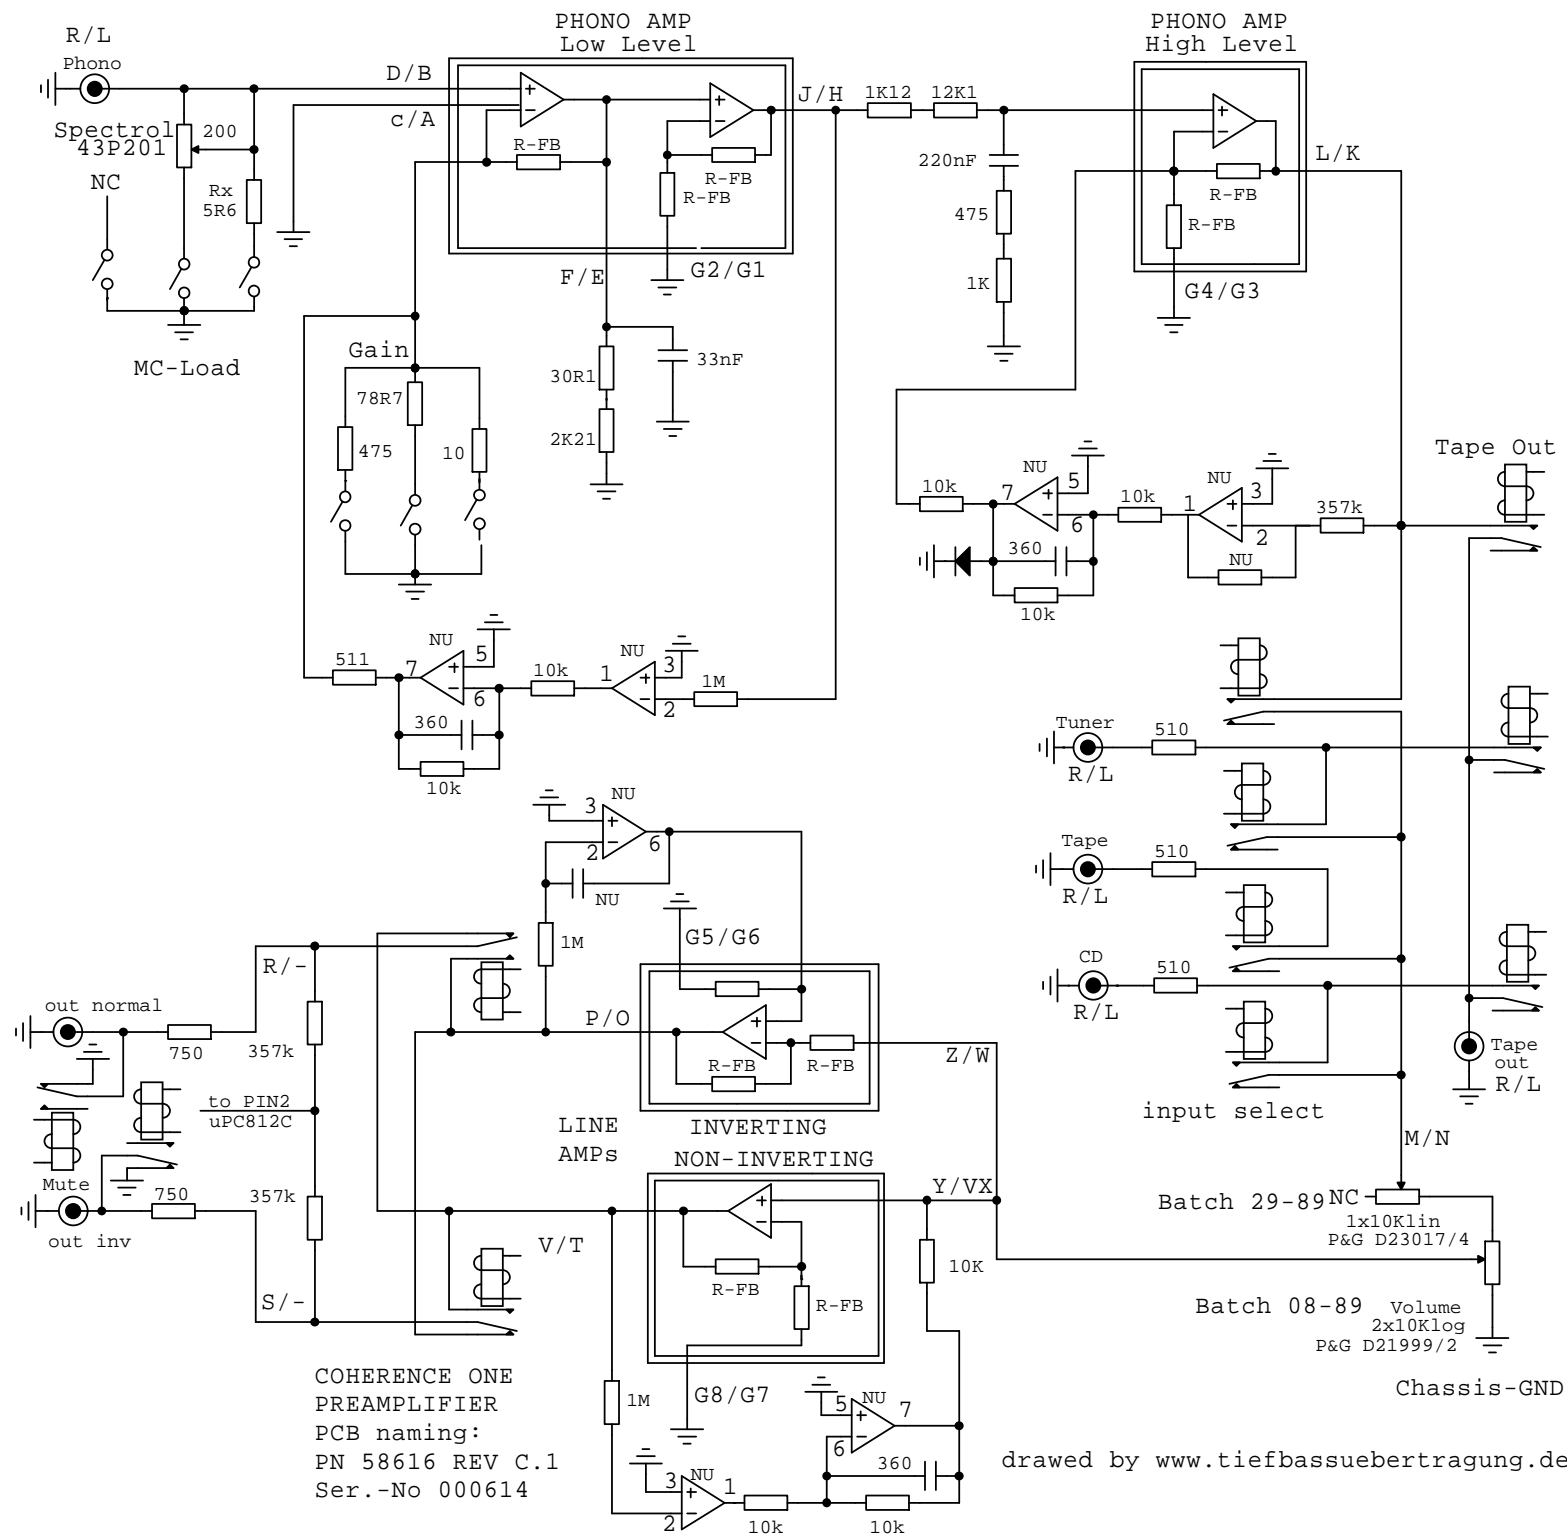 R/L
Phono
PHONO AMP
Low Level
PHONO AMP
High Level
D/B
c/A
J/H
1K12
12K1
L/K
Spectrol
43P201
200
NC
Rx
5R6
R-FB
R-FB
R-FB
220nF
475
1K
R-FB
R-FB
F/E
G2/G1
G4/G3
MC-Load
Gain
78R7
475
10
30R1
2K21
33nF
Tape Out
10k
7
NU
5
6
10k
1
NU
3
2
357k
360
10k
NU
511
7
NU
5
6
10k
1
NU
3
2
1M
360
10k
Tuner
R/L
510
Tape
R/L
510
CD
R/L
510
3
NU
2
6
NU
1M
G5/G6
R/-
out normal
750
357k
P/O
R-FB
R-FB
Z/W
Tape
out
R/L
to PIN2
uPC812C
LINE
AMPs
INVERTING
NON-INVERTING
input select
M/N
Mute
750
357k
out inv
V/T
Y/VX
R-FB
R-FB
10K
Batch 29-89
NC
1x10Klin
P&G D23017/4
S/-
Batch 08-89
Volume
2x10Klog
P&G D21999/2
Chassis-GND
COHERENCE ONE
PREAMPLIFIER
PCB naming:
PN 58616 REV C.1
Ser.-No 000614
1M
G8/G7
5
NU
7
6
360
3
NU
1
2
10k
10k
drawed by www.tiefbassuebertragung.de